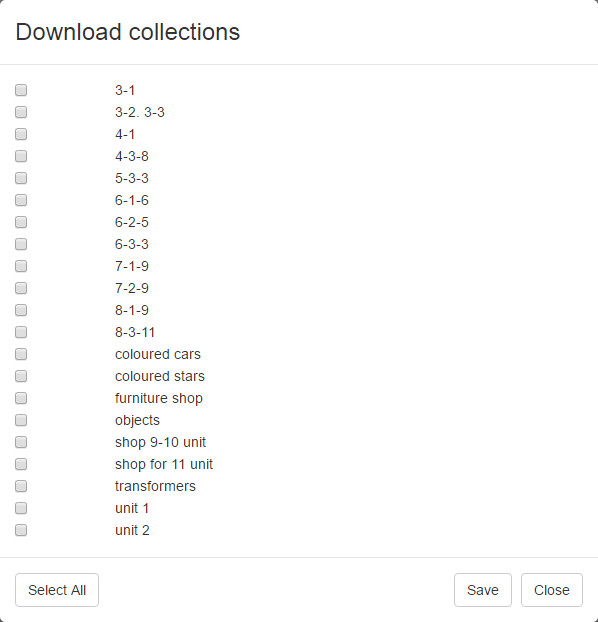 Download collections
3-1
3-2. 3-3
4-1
4-3-8
5-3-3
6-1-6
6-2-5
6-3-3
7-1-9
7-2-9
8-1-9
8-3-11
coloured cars
coloured stars
furniture shop
objects
shop 9-10 unit
shop for 11 unit
transformers
unit 1
unit 2
Select All
Save
Close